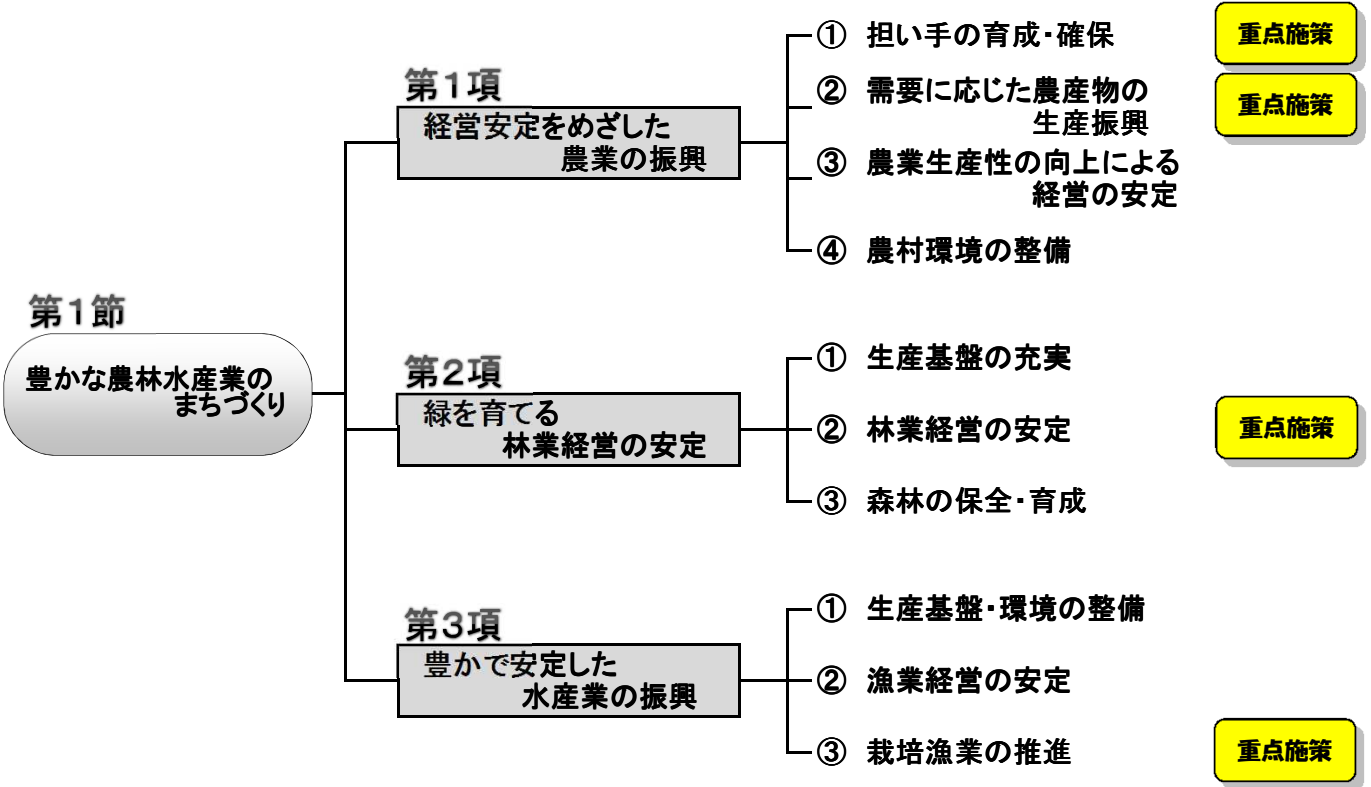 第1節
豊かな農林水産業の
まちづくり
第1項
経営安定をめざした
農業の振興
① 担い手の育成・確保
重点施策
② 需要に応じた農産物の
生産振興
重点施策
③ 農業生産性の向上による
経営の安定
④ 農村環境の整備
第2項
緑を育てる
林業経営の安定
① 生産基盤の充実
② 林業経営の安定
重点施策
③ 森林の保全・育成
第3項
豊かで安定した
水産業の振興
① 生産基盤・環境の整備
② 漁業経営の安定
③ 栽培漁業の推進
重点施策